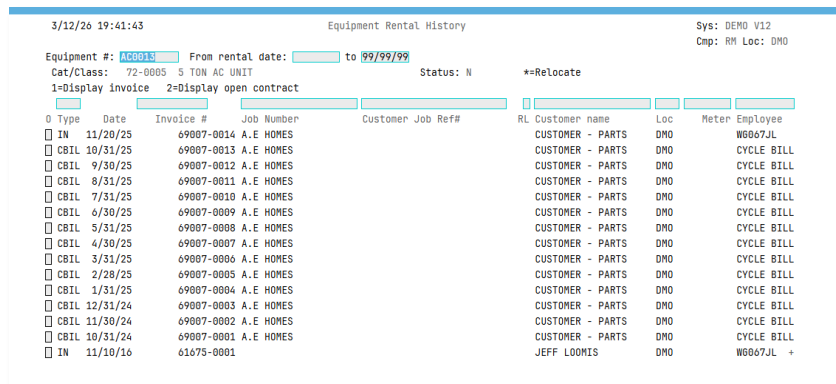 3/12/26 19:41:43 Equipment Rental History Sys: DEMO V12
Cmp: RM Loc: DMO
Equipment #: AC0013 From rental date: to 99/99/99
Cat/Class: 72-0005 5 TON AC UNIT Status: N *=Relocate
1=Display invoice 2=Display open contract
O Type Date Invoice # Job Number Customer Job Ref# RL Customer name Loc Meter Employee
IN 11/20/25 69007-0014 A.E HOMES CUSTOMER - PARTS DMO WG067JL
CBIL 10/31/25 69007-0013 A.E HOMES CUSTOMER - PARTS DMO CYCLE BILL
CBIL 9/30/25 69007-0012 A.E HOMES CUSTOMER - PARTS DMO CYCLE BILL
CBIL 8/31/25 69007-0011 A.E HOMES CUSTOMER - PARTS DMO CYCLE BILL
CBIL 7/31/25 69007-0010 A.E HOMES CUSTOMER - PARTS DMO CYCLE BILL
CBIL 6/30/25 69007-0009 A.E HOMES CUSTOMER - PARTS DMO CYCLE BILL
CBIL 5/31/25 69007-0008 A.E HOMES CUSTOMER - PARTS DMO CYCLE BILL
CBIL 4/30/25 69007-0007 A.E HOMES CUSTOMER - PARTS DMO CYCLE BILL
CBIL 3/31/25 69007-0006 A.E HOMES CUSTOMER - PARTS DMO CYCLE BILL
CBIL 2/28/25 69007-0005 A.E HOMES CUSTOMER - PARTS DMO CYCLE BILL
CBIL 1/31/25 69007-0004 A.E HOMES CUSTOMER - PARTS DMO CYCLE BILL
CBIL 12/31/24 69007-0003 A.E HOMES CUSTOMER - PARTS DMO CYCLE BILL
CBIL 11/30/24 69007-0002 A.E HOMES CUSTOMER - PARTS DMO CYCLE BILL
CBIL 10/31/24 69007-0001 A.E HOMES CUSTOMER - PARTS DMO CYCLE BILL
IN 11/10/16 61675-0001 JEFF LOOMIS DMO WG067JL +